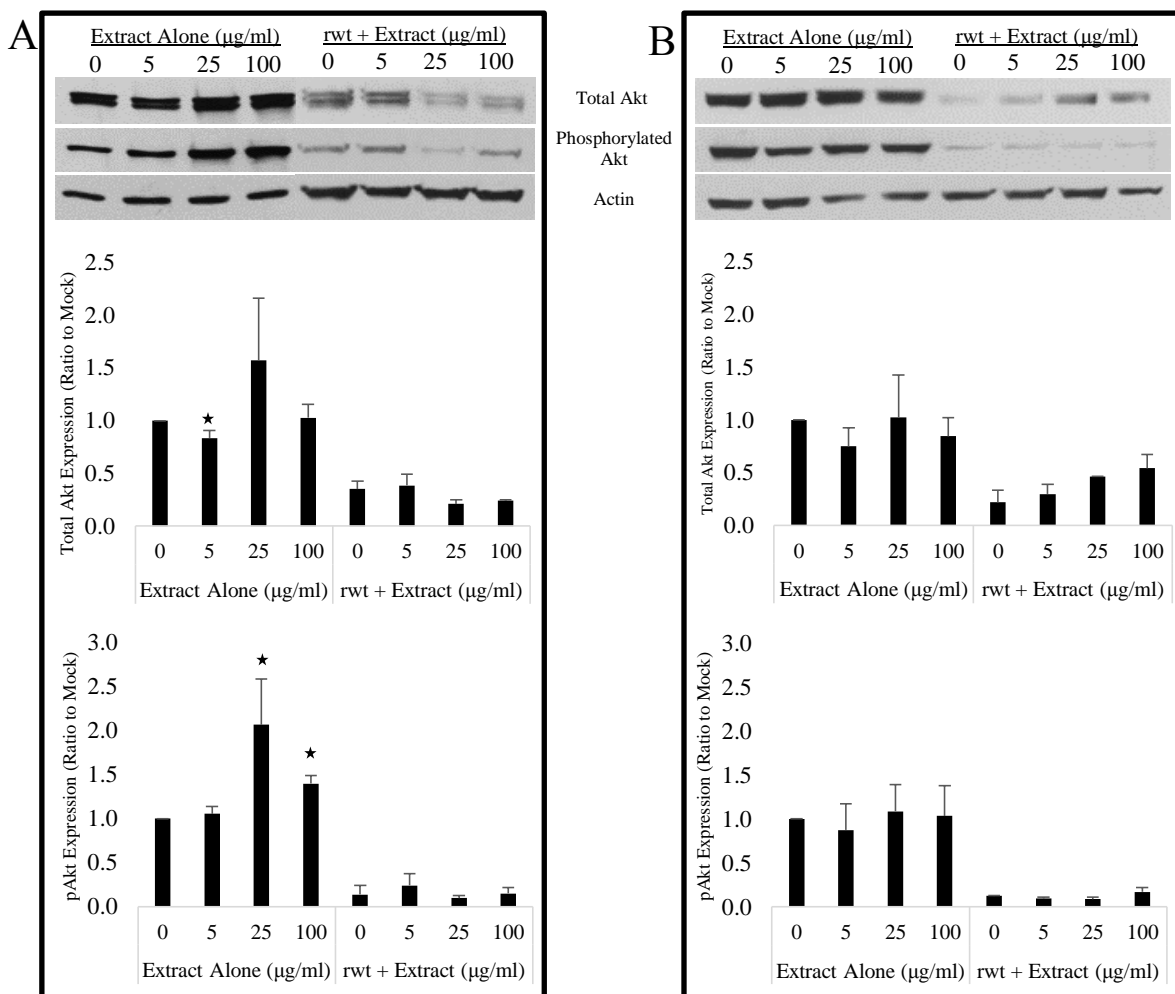 A
Extract Alone (μg/ml) rwt + Extract (μg/ml)
0 5 25 100 0 5 25 100
B
Extract Alone (μg/ml) rwt + Extract (μg/ml)
0 5 25 100 0 5 25 100
Total Akt
Phosphorylated
Akt
Actin
Total Akt Expression (Ratio to Mock)
2.5
2.0
1.5
1.0
0.5
0.0
0 5 25 100 0 5 25 100
Extract Alone (μg/ml) rwt + Extract (μg/ml)
Total Akt Expression (Ratio to Mock)
2.5
2.0
1.5
1.0
0.5
0.0
0 5 25 100 0 5 25 100
Extract Alone (μg/ml) rwt + Extract (μg/ml)
pAkt Expression (Ratio to Mock)
3.0
2.5
2.0
1.5
1.0
0.5
0.0
0 5 25 100 0 5 25 100
Extract Alone (μg/ml) rwt + Extract (μg/ml)
pAkt Expression (Ratio to Mock)
3.0
2.5
2.0
1.5
1.0
0.5
0.0
0 5 25 100 0 5 25 100
Extract Alone (μg/ml) rwt + Extract (μg/ml)